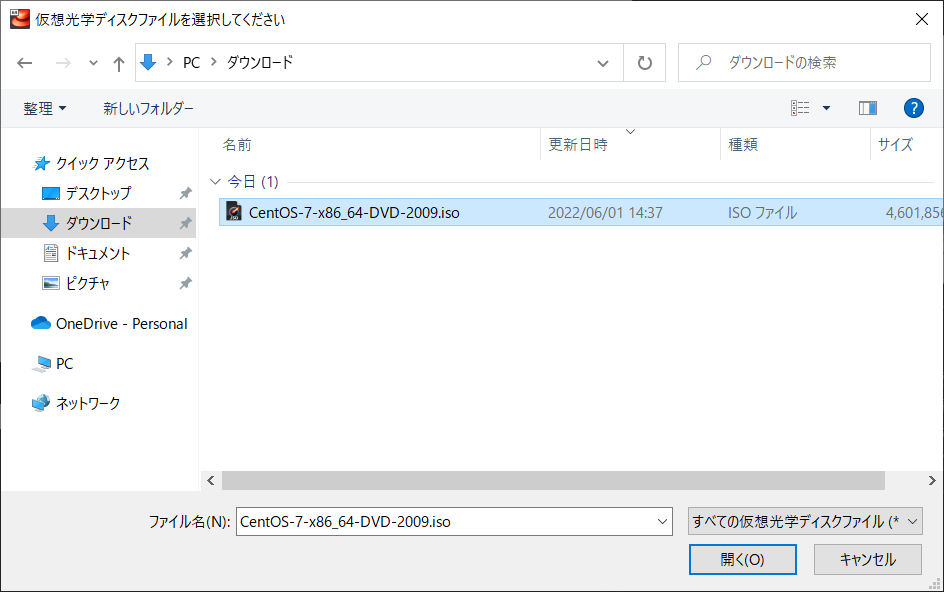 仮想光学ディスクファイルを選択してください
PC ダウンロード
ダウンロードの検索
整理
新しいフォルダー
?
名前 更新日時 種類 サイズ
クイック アクセス
デスクトップ
ダウンロード
ドキュメント
ピクチャ
OneDrive - Personal
PC
ネットワーク
今日 (1)
CentOS-7-x86_64-DVD-2009.iso 2022/06/01 14:37 ISO ファイル 4,601,856
ファイル名(N): CentOS-7-x86_64-DVD-2009.iso すべての仮想光学ディスクファイル (*
開く(O) キャンセル